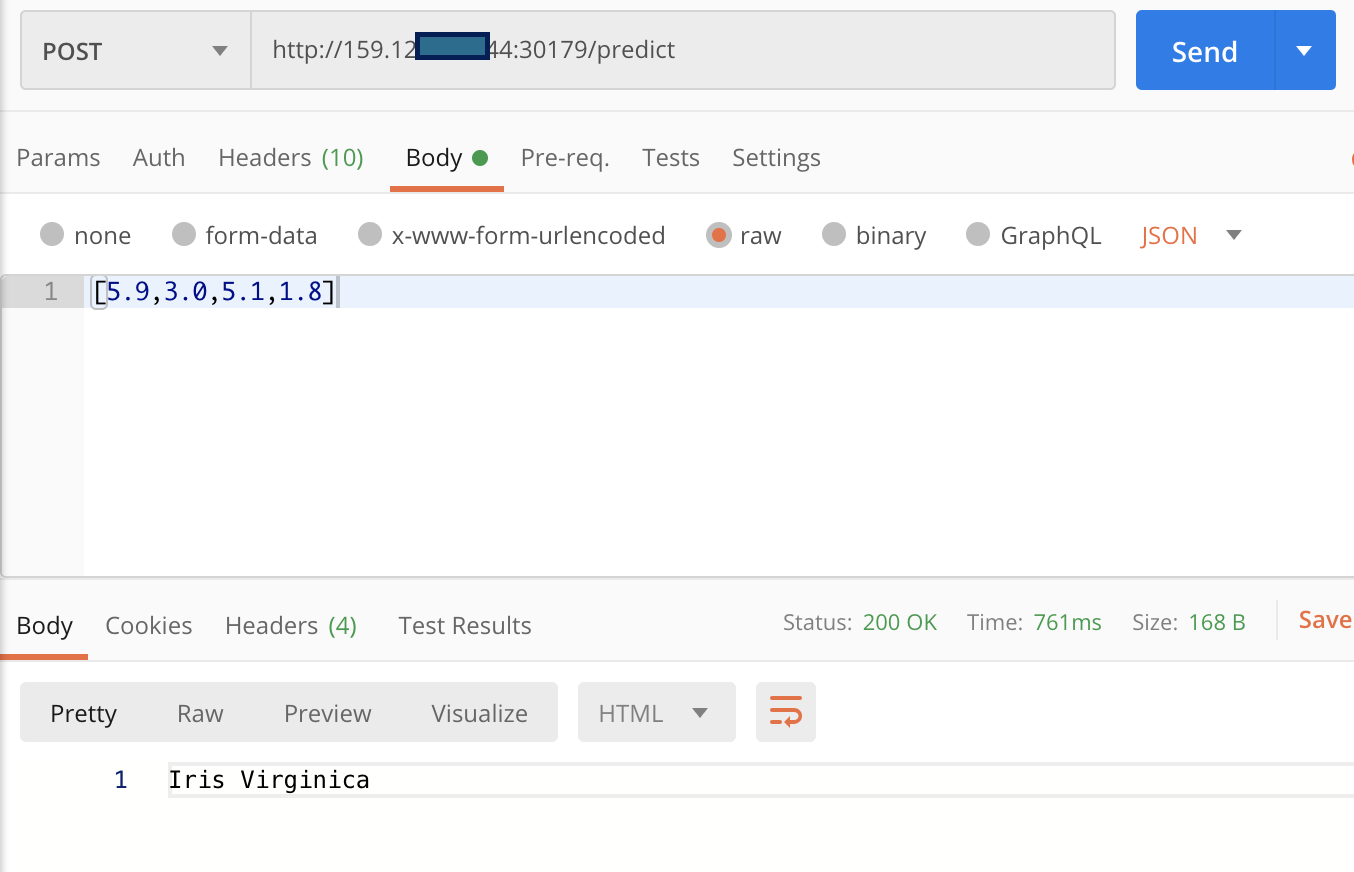 POST http://159.12 44:30179/predict Send
Params Auth Headers (10) Body Pre-req. Tests Settings
none form-data x-www-form-urlencoded raw binary GraphQL JSON
1 [5.9,3.0,5.1,1.8]
Body Cookies Headers (4) Test Results Status: 200 OK Time: 761ms Size: 168 B Save
Pretty Raw Preview Visualize HTML
1 Iris Virginica